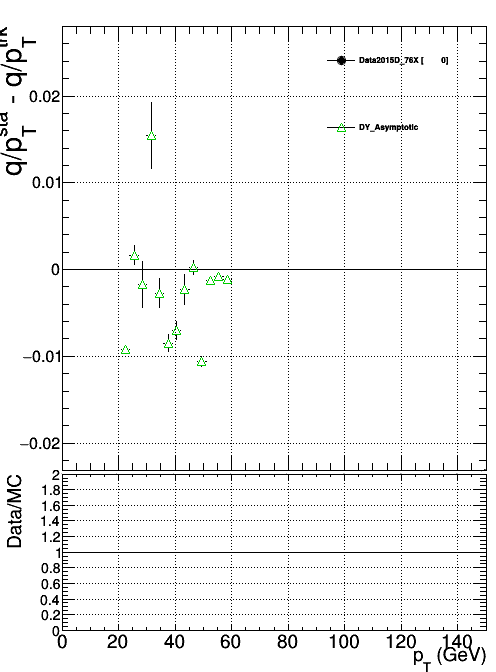 q/p_T^sta - q/p_T^trk
Data2015D_76X [ 0]
DY_Asymptotic
0.02
0.01
0
−0.01
−0.02
Data/MC
2
1.8
1.6
1.4
1.2
1
0.8
0.6
0.4
0.2
0
0 20 40 60 80 100 120 140
p_T (GeV)